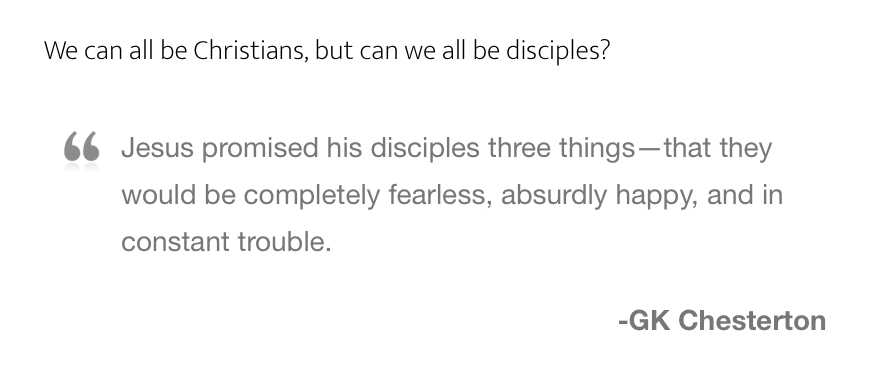 We can all be Christians, but can we all be disciples?
“ Jesus promised his disciples three things—that they
would be completely fearless, absurdly happy, and in
constant trouble.
-GK Chesterton